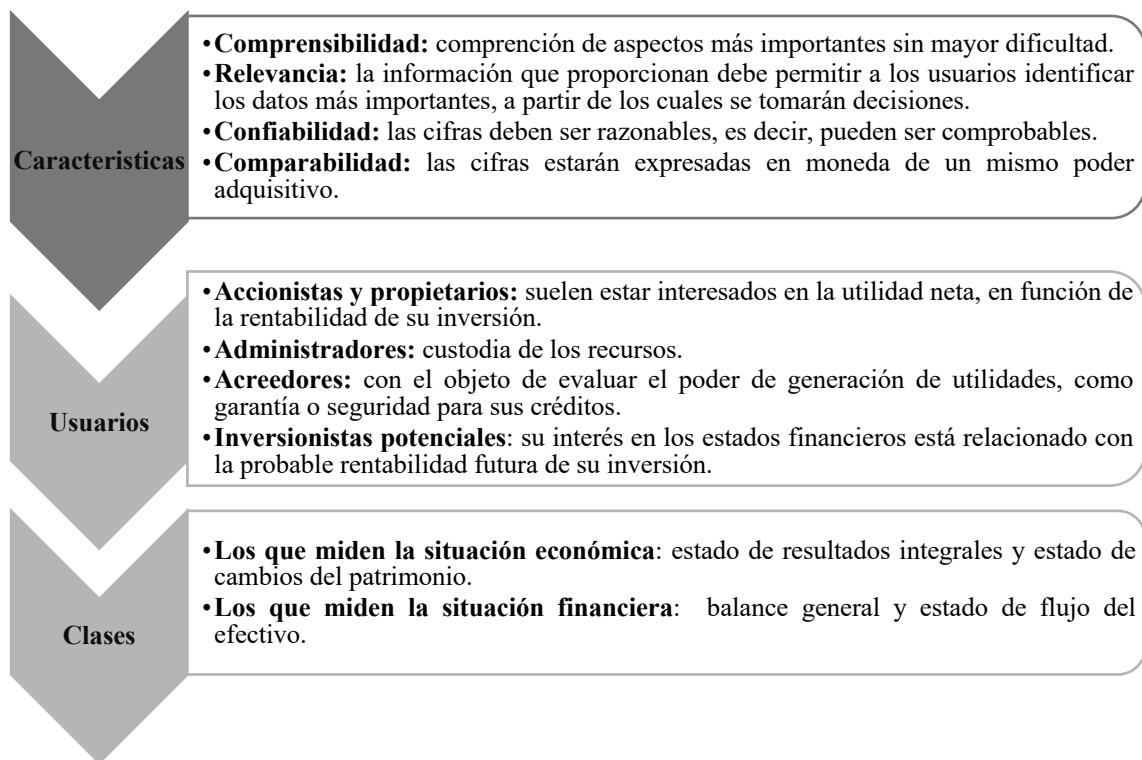 Caracteristicas
•Comprensibilidad: comprención de aspectos más importantes sin mayor dificultad.
•Relevancia: la información que proporcionan debe permitir a los usuarios identificar
los datos más importantes, a partir de los cuales se tomarán decisiones.
•Confiabilidad: las cifras deben ser razonables, es decir, pueden ser comprobables.
•Comparabilidad: las cifras estarán expresadas en moneda de un mismo poder
adquisitivo.
Usuarios
•Accionistas y propietarios: suelen estar interesados en la utilidad neta, en función de
la rentabilidad de su inversión.
•Administradores: custodia de los recursos.
•Acreedores: con el objeto de evaluar el poder de generación de utilidades, como
garantía o seguridad para sus créditos.
•Inversionistas potenciales: su interés en los estados financieros está relacionado con
la probable rentabilidad futura de su inversión.
Clases
•Los que miden la situación económica: estado de resultados integrales y estado de
cambios del patrimonio.
•Los que miden la situación financiera: balance general y estado de flujo del
efectivo.